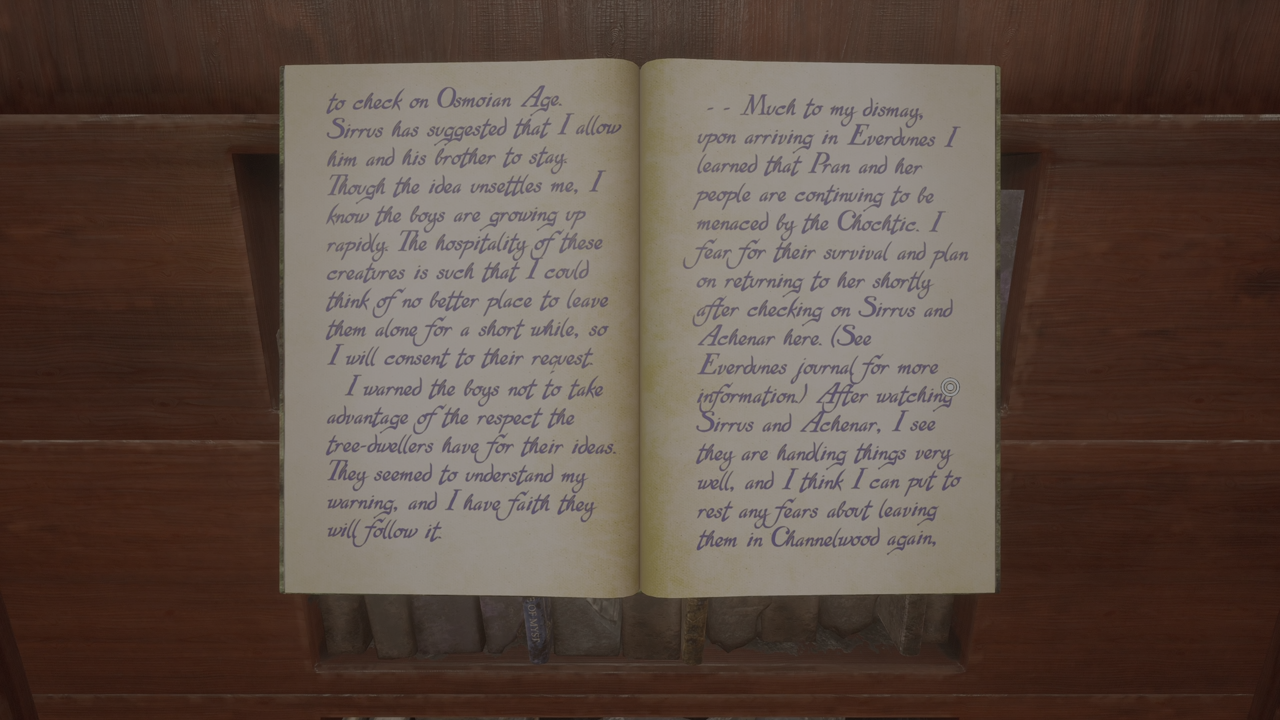 to check on Osmoian Age.
Sirrus has suggested that I allow
him and his brother to stay.
Though the idea unsettles me, I
know the boys are growing up
rapidly. The hospitality of these
creatures is such that I could
think of no better place to leave
them alone for a short while, so
I will consent to their request.
I warned the boys not to take
advantage of the respect the
tree-dwellers have for their ideas.
They seemed to understand my
warning, and I have faith they
will follow it.
-- Much to my dismay,
upon arriving in Everdunes I
learned that Pran and her
people are continuing to be
menaced by the Chochtic. I
fear for their survival and plan
on returning to her shortly
after checking on Sirrus and
Achenar here. (See
Everdunes journal for more
information.) After watching
Sirrus and Achenar, I see
they are handling things very
well, and I think I can put to
rest any fears about leaving
them in Channelwood again,
OF MYST